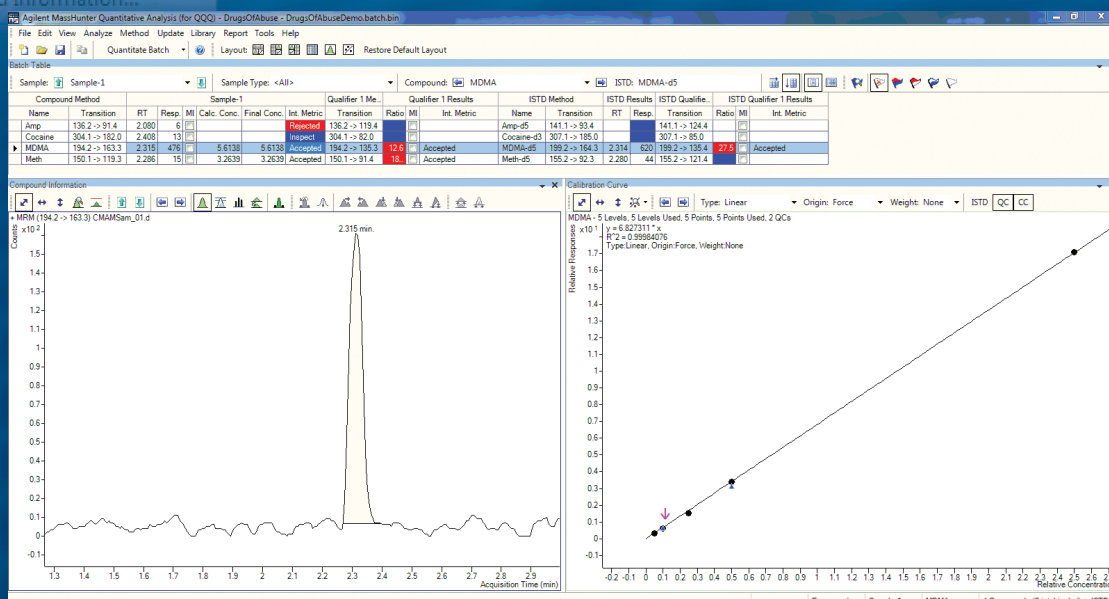 d Information...
Agilent MassHunter Quantitative Analysis (for QQQ) - DrugsOfAbuse - DrugsOfAbuseDemo.batch.bin
File Edit View Analyze Method Update Library Report Tools Help
Quantitate Batch Layout: Restore Default Layout
Batch Table
Sample: Sample-1 Sample Type: <All> Compound: MDMA ISTD: MDMA-d5
Compound Method Sample-1 Qualifier 1 Me... Qualifier 1 Results ISTD Method ISTD Results ISTD Qualifie... ISTD Qualifier 1 Results
Name Transition RT Resp. MI Calc. Conc. Final Conc. Int. Metric Transition Ratio MI Int. Metric Name Transition RT Resp. Transition Ratio MI Int. Metric
Amp 136.2 -> 91.4 2.080 6 Rejected 136.2 -> 119.4 Amp-d5 141.1 -> 93.4 141.1 -> 124.4
Cocaine 304.1 -> 182.0 2.408 13 Inspect 304.1 -> 82.0 Cocaine-d3 307.1 -> 185.0 307.1 -> 85.0
MDMA 194.2 -> 163.3 2.315 476 5.6138 5.6138 Accepted 194.2 -> 135.3 12.6 Accepted MDMA-d5 199.2 -> 164.3 2.314 620 199.2 -> 135.4 27.5 Accepted
Meth 150.1 -> 119.3 2.286 15 3.2639 3.2639 Accepted 150.1 -> 91.4 18... Accepted Meth-d5 155.2 -> 92.3 2.280 44 155.2 -> 121.4
Compound Information
+ MRM (194.2 -> 163.3) CMAMSam_01.d
Counts
x10 2
2.315 min.
1.5
1.4
1.3
1.2
1.1
1
0.9
0.8
0.7
0.6
0.5
0.4
0.3
0.2
0.1
0
-0.1
1.3 1.4 1.5 1.6 1.7 1.8 1.9 2 2.1 2.2 2.3 2.4 2.5 2.6 2.7 2.8 2.9
Acquisition Time (min)
Calibration Curve
Type: Linear Origin: Force Weight: None ISTD QC CC
MDMA - 5 Levels, 5 Levels Used, 5 Points, 5 Points Used, 2 QCs
Relative Responses
x10 1
y = 6.827311 * x
R^2 = 0.99984076
Type:Linear, Origin:Force, Weight:None
1.7
1.6
1.5
1.4
1.3
1.2
1.1
1
0.9
0.8
0.7
0.6
0.5
0.4
0.3
0.2
0.1
0
-0.1
-0.2 -0.1 0 0.1 0.2 0.3 0.4 0.5 0.6 0.7 0.8 0.9 1 1.1 1.2 1.3 1.4 1.5 1.6 1.7 1.8 1.9 2 2.1 2.2 2.3 2.4 2.5 2.6
Relative Concentratio